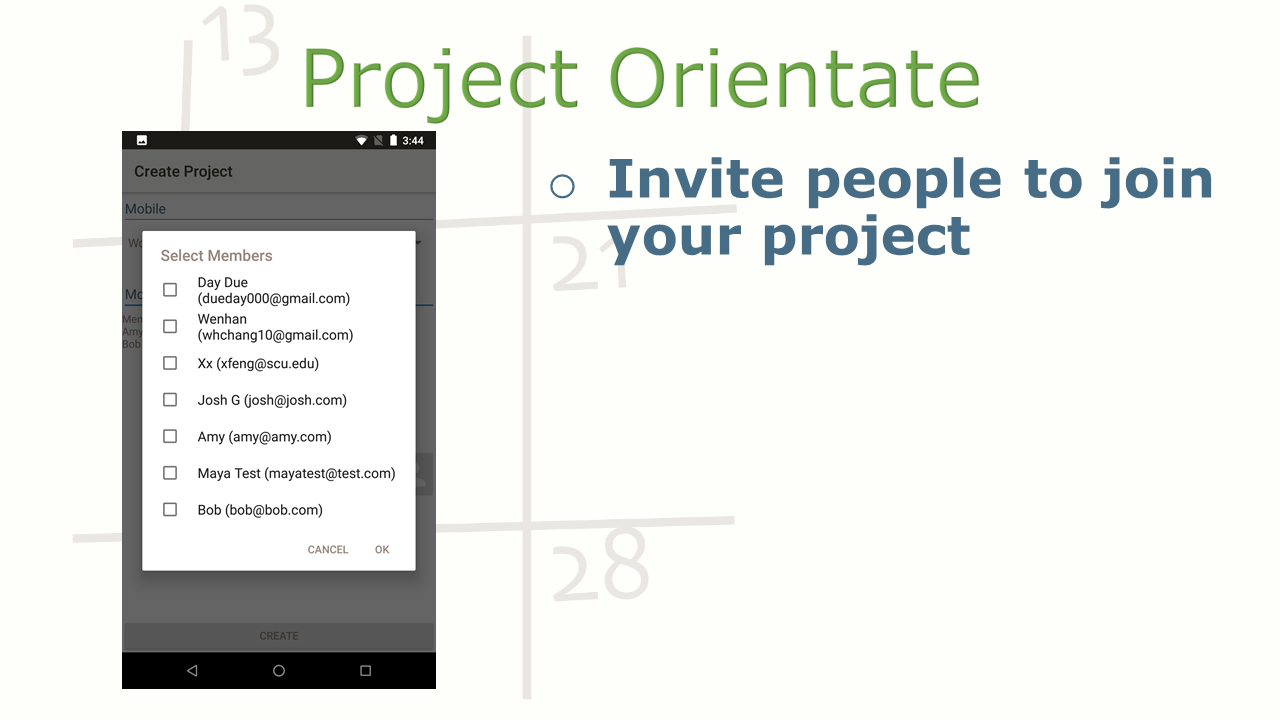 13
Project Orientate
3:44
Create Project
Mobile
Wo
Select Members
Day Due
(dueday000@gmail.com)
Wenhan
(whchang10@gmail.com)
Xx (xfeng@scu.edu)
Josh G (josh@josh.com)
Amy (amy@amy.com)
Maya Test (mayatest@test.com)
Bob (bob@bob.com)
CANCEL OK
Mo
Mem
Amy
Bob
CREATE
o Invite people to join
your project
21
28